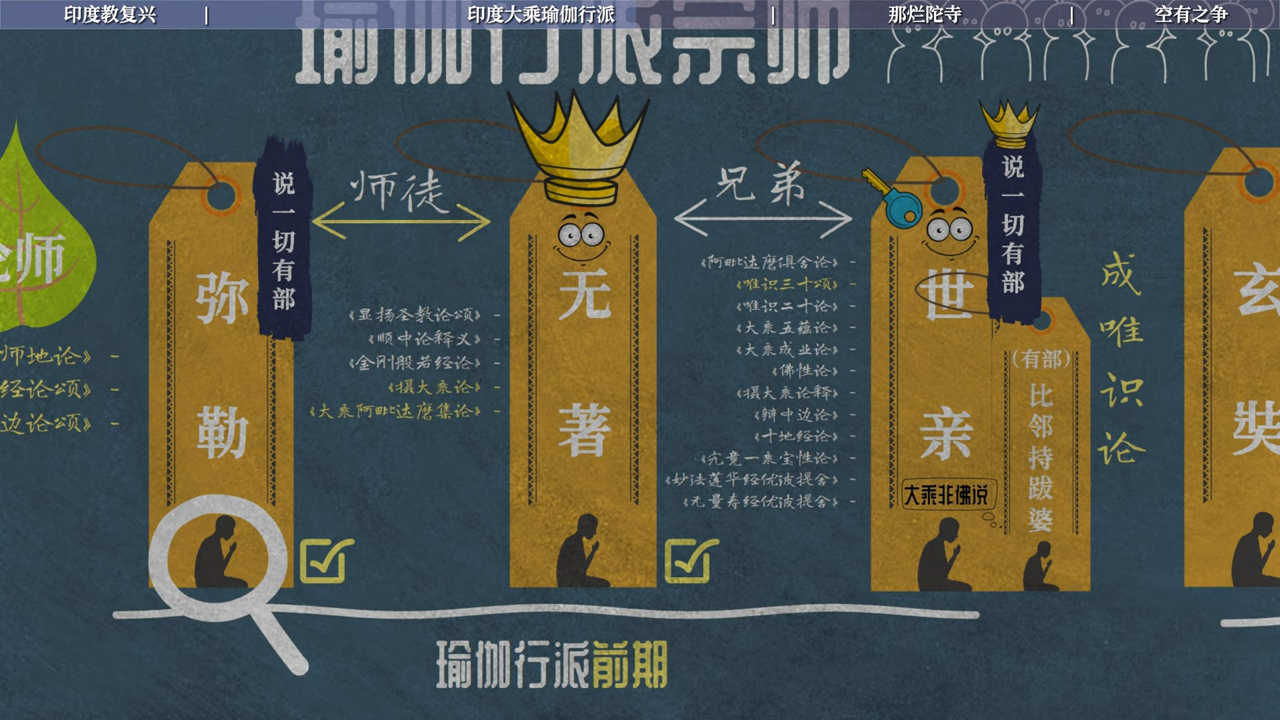 印度教复兴 | 印度大乘瑜伽行派 | 那烂陀寺 | 空有之争
瑜伽行派宗师
论师
师地论》 -
经论颂》 -
边论颂》 -
弥勒
说一切有部
师徒
《显扬圣教论颂》 -
《顺中论释义》 -
《金刚般若经论》 -
《摄大乘论》 -
《大乘阿毗达磨集论》 -
无著
兄弟
《阿毗达磨俱舍论》 -
《唯识三十颂》 -
《唯识二十论》 -
《大乘五蕴论》 -
《大乘成业论》 -
《佛性论》 -
《摄大乘论释》 -
《辩中边论》 -
《十地经论》 -
《究竟一乘宝性论》 -
《妙法莲华经优波提舍》 -
《无量寿经优波提舍》 -
世亲
大乘非佛说
说一切有部
(有部)
比邻持跋婆
成唯识论
玄奘
瑜伽行派前期